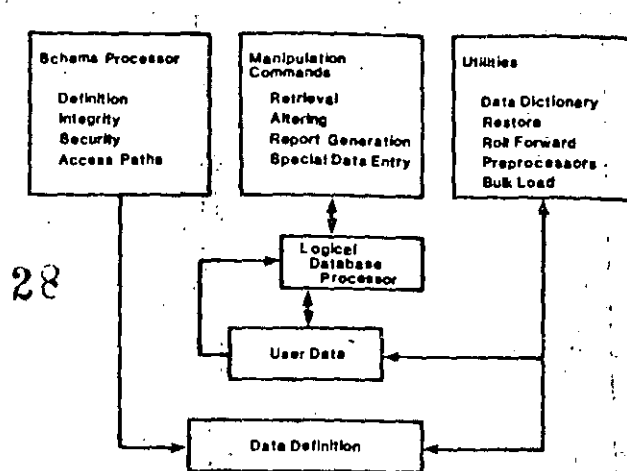 Schema Processor
Definition
Integrity
Security
Access Paths
Manipulation
Commands
Retrieval
Altering
Report Generation
Special Data Entry
Utilities
Data Dictionary
Restore
Roll Forward
Preprocessors
Bulk Load
Logical
Database
Processor
28
User Data
Data Definition